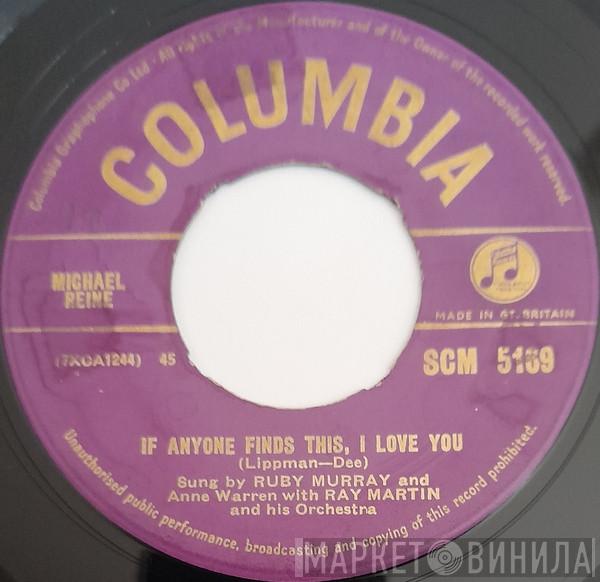 Columbia Graphophone Co Ltd · All rights of the Manufacturer and of the Owner of the recorded work reserved.
COLUMBIA
MICHAEL
REINE
MADE IN GT. BRITAIN
(7XCA1244) 45
SCM 5169
IF ANYONE FINDS THIS, I LOVE YOU
(Lippman—Dee)
Sung by RUBY MURRAY and
Anne Warren with RAY MARTIN
and his Orchestra
Unauthorised public performance, broadcasting and copying of this record prohibited.
МАРКЕТ ВИНИЛА